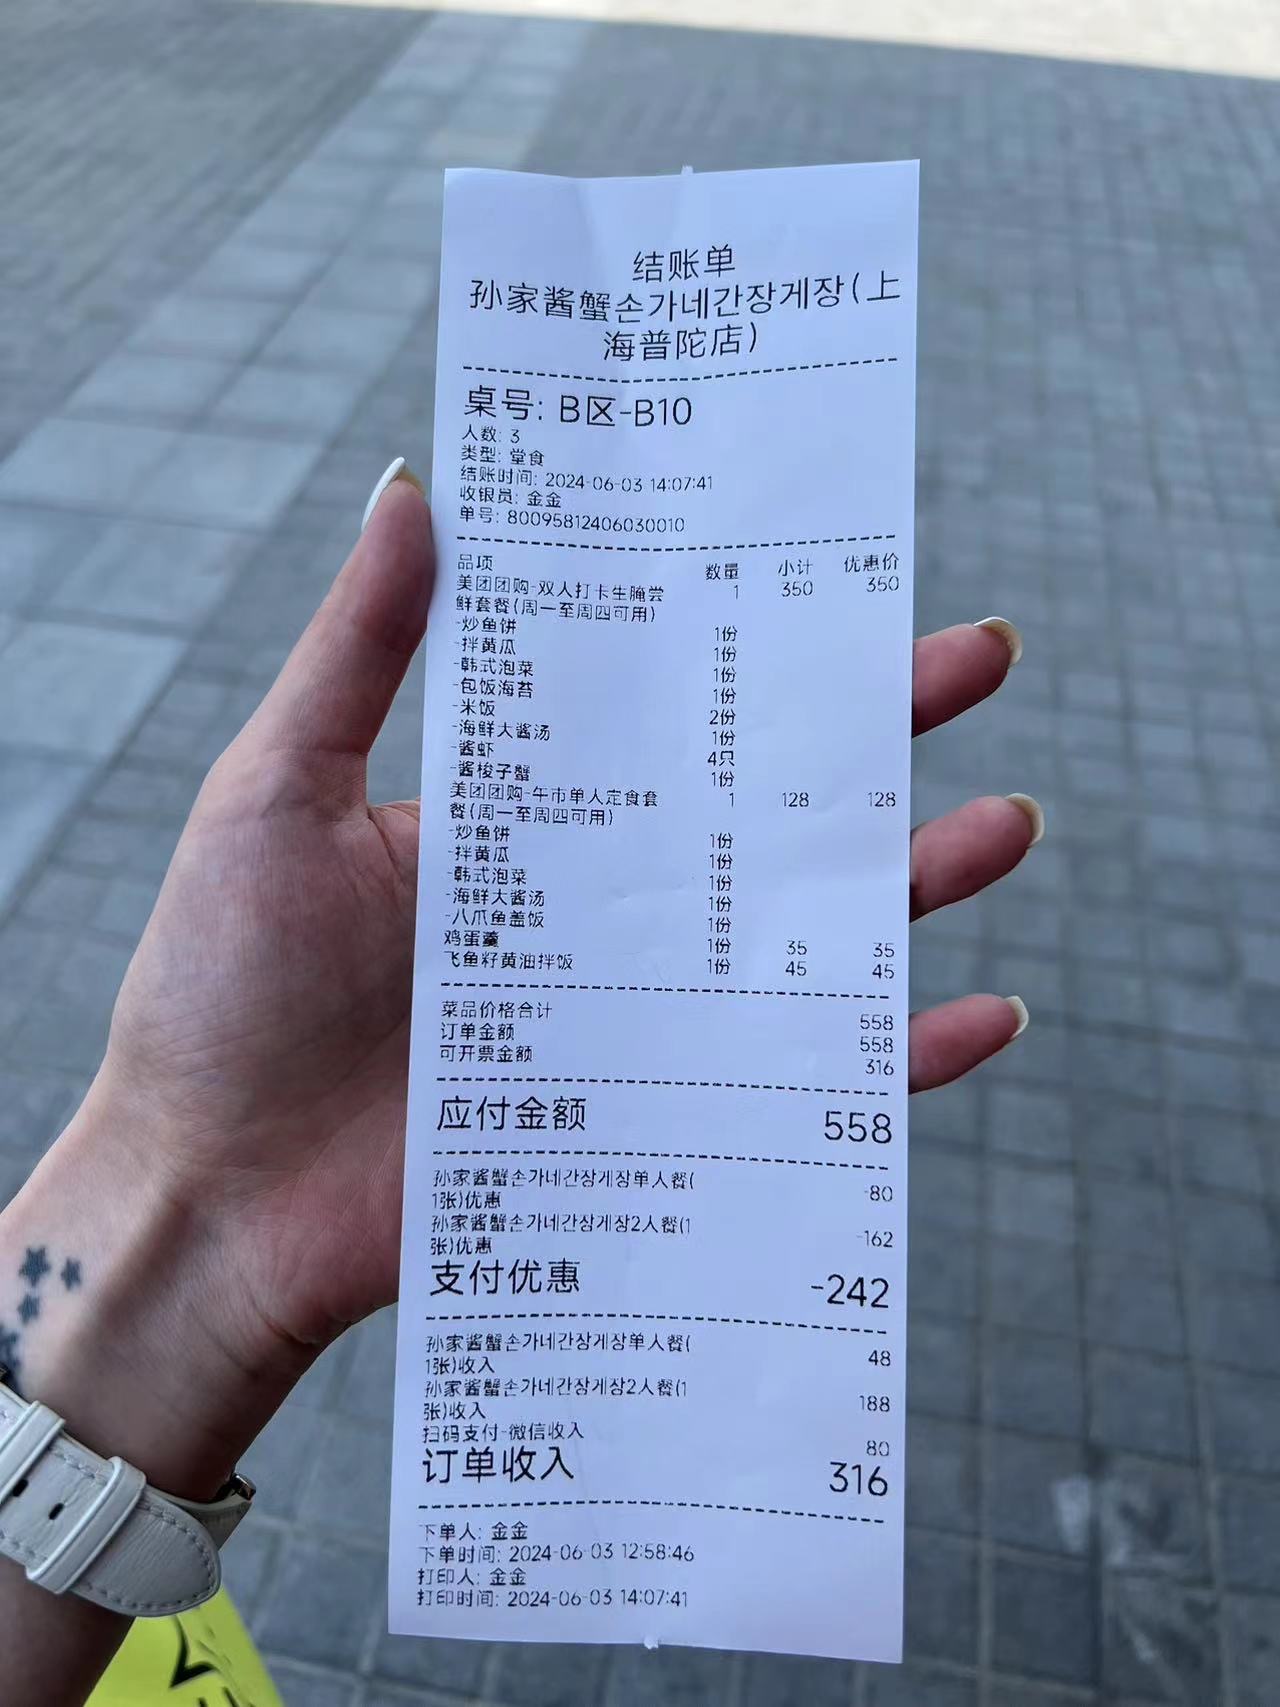 结账单
孙家酱蟹손가네간장게장(上
海普陀店)
桌号: B区-B10
人数: 3
类型: 堂食
结账时间: 2024-06-03 14:07:41
收银员: 金金
单号: 80095812406030010
品项 数量 小计 优惠价
美团团购-双人打卡生腌尝 1 350 350
鲜套餐(周一至周四可用)
-炒鱼饼 1份
-拌黄瓜 1份
-韩式泡菜 1份
-包饭海苔 1份
-米饭 2份
-海鲜大酱汤 1份
-酱虾 4只
-酱梭子蟹 1份
美团团购-午市单人定食套 1 128 128
餐(周一至周四可用)
-炒鱼饼 1份
-拌黄瓜 1份
-韩式泡菜 1份
-海鲜大酱汤 1份
-八爪鱼盖饭 1份
鸡蛋羹 1份 35 35
飞鱼籽黄油拌饭 1份 45 45
菜品价格合计 558
订单金额 558
可开票金额 316
应付金额 558
孙家酱蟹손가네간장게장单人餐( -80
1张)优惠
孙家酱蟹손가네간장게장2人餐(1 -162
张)优惠
支付优惠 -242
孙家酱蟹손가네간장게장单人餐( 48
1张)收入
孙家酱蟹손가네간장게장2人餐(1 188
张)收入
扫码支付-微信收入 80
订单收入 316
下单人: 金金
下单时间: 2024-06-03 12:58:46
打印人: 金金
打印时间: 2024-06-03 14:07:41